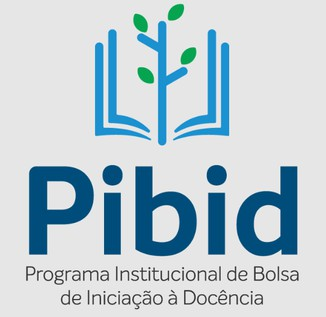 Pibid
Programa Institucional de Bolsa
de Iniciação à Docência